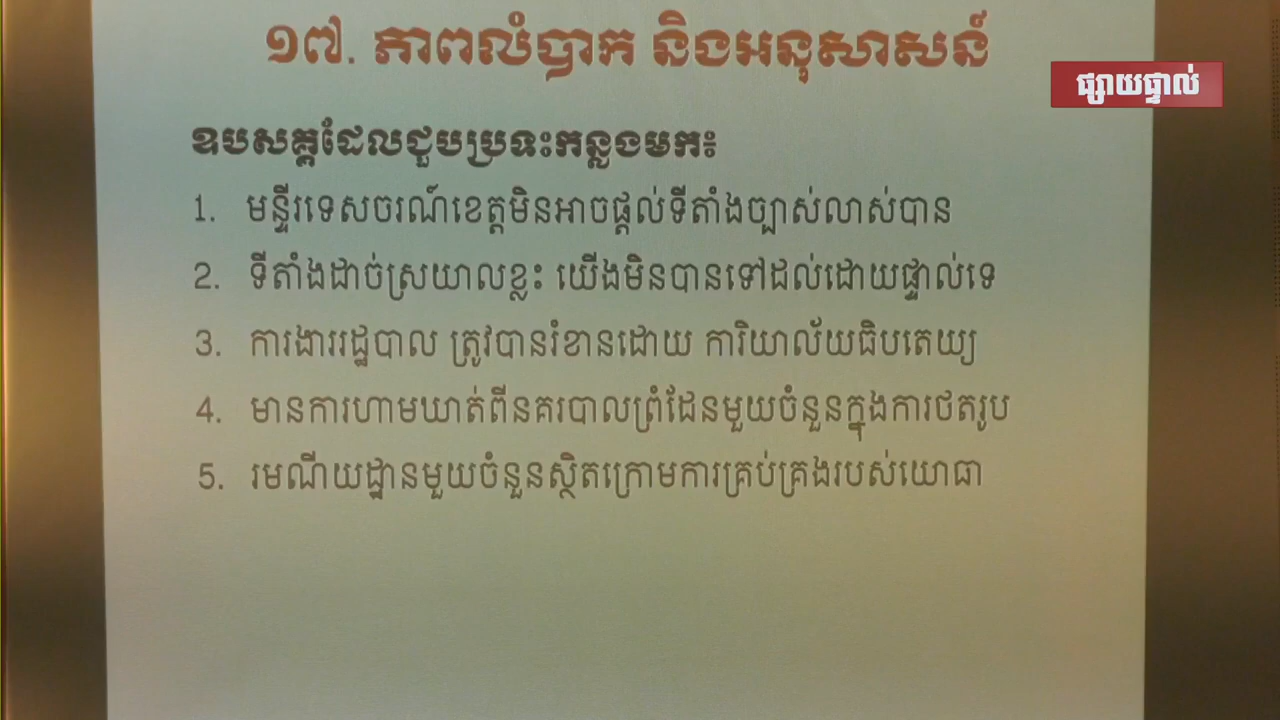 ១៧. ភាពលំបាក និងអនុសាសន៍
ផ្សាយផ្ទាល់
ឧបសគ្គដែលជួបប្រទះកន្លងមក៖
1. មន្ទីរទេសចរណ៍ខេត្តមិនអាចផ្តល់ទីតាំងច្បាស់លាស់បាន
2. ទីតាំងដាច់ស្រយាលខ្លះ យើងមិនបានទៅដល់ដោយផ្ទាល់ទេ
3. ការងាររដ្ឋបាល ត្រូវបានរំខានដោយ ការិយាល័យធិបតេយ្យ
4. មានការហាមឃាត់ពីនគរបាលព្រំដែនមួយចំនួនក្នុងការថតរូប
5. រមណីយដ្ឋានមួយចំនួនស្ថិតក្រោមការគ្រប់គ្រងរបស់យោធា